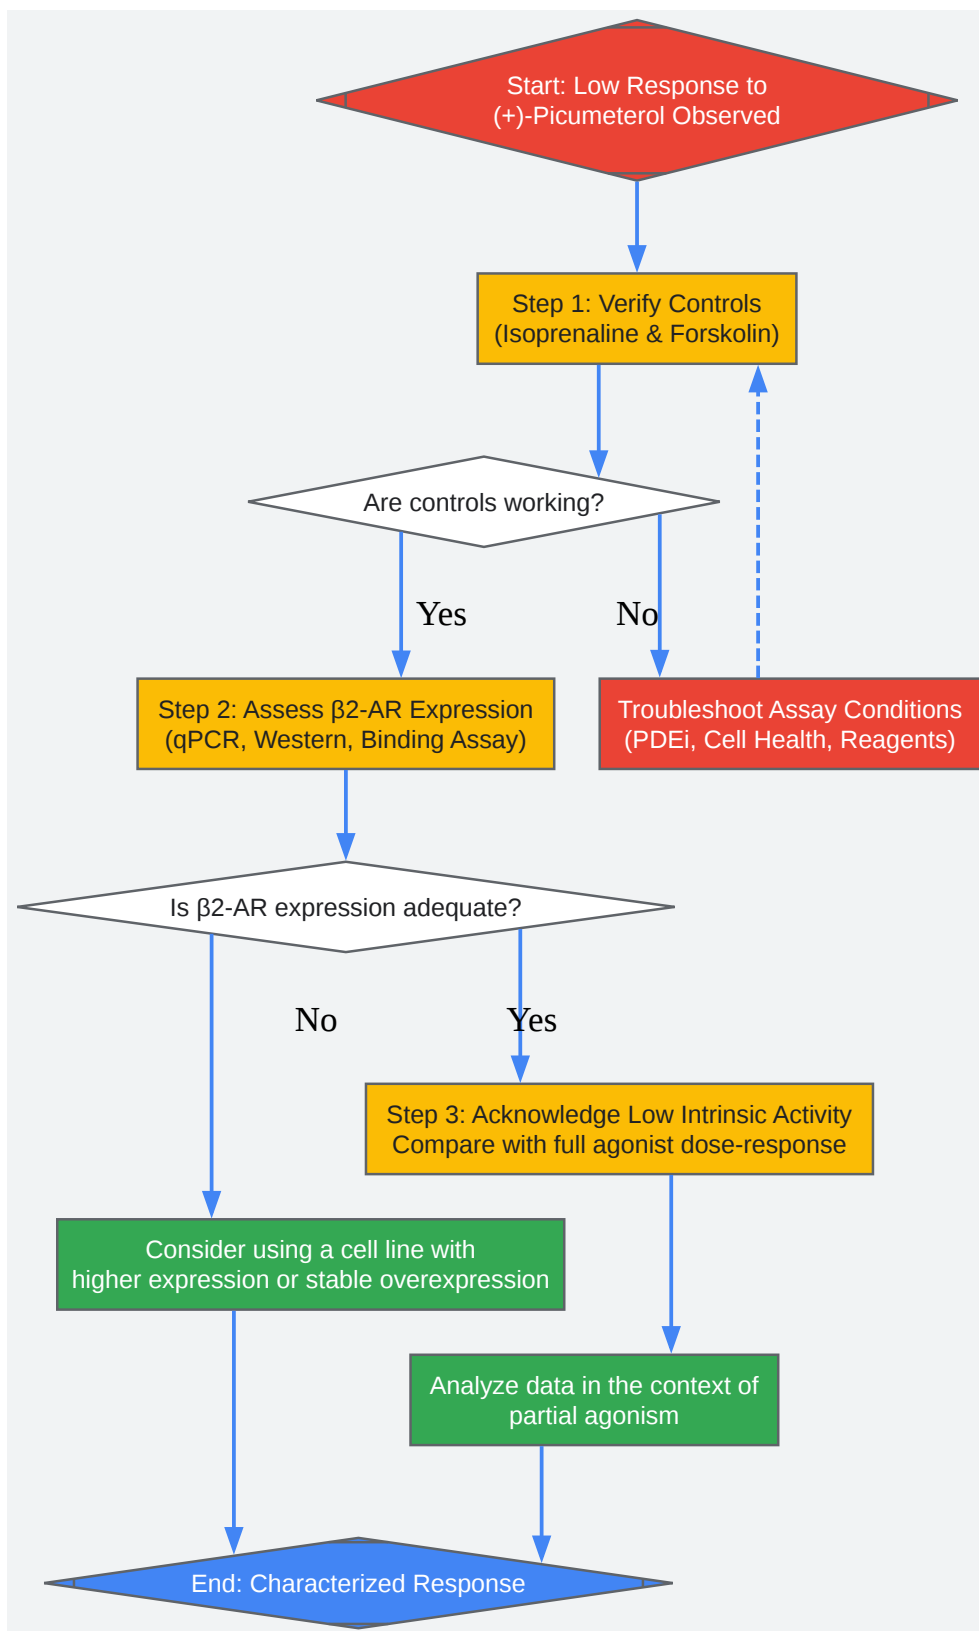 Start: Low Response to
(+)-Picumeterol Observed
Step 1: Verify Controls
(Isoprenaline & Forskolin)
Are controls working?
Yes
No
Step 2: Assess β2-AR Expression
(qPCR, Western, Binding Assay)
Troubleshoot Assay Conditions
(PDEi, Cell Health, Reagents)
Is β2-AR expression adequate?
No
Yes
Step 3: Acknowledge Low Intrinsic Activity
Compare with full agonist dose-response
Consider using a cell line with
higher expression or stable overexpression
Analyze data in the context of
partial agonism
End: Characterized Response